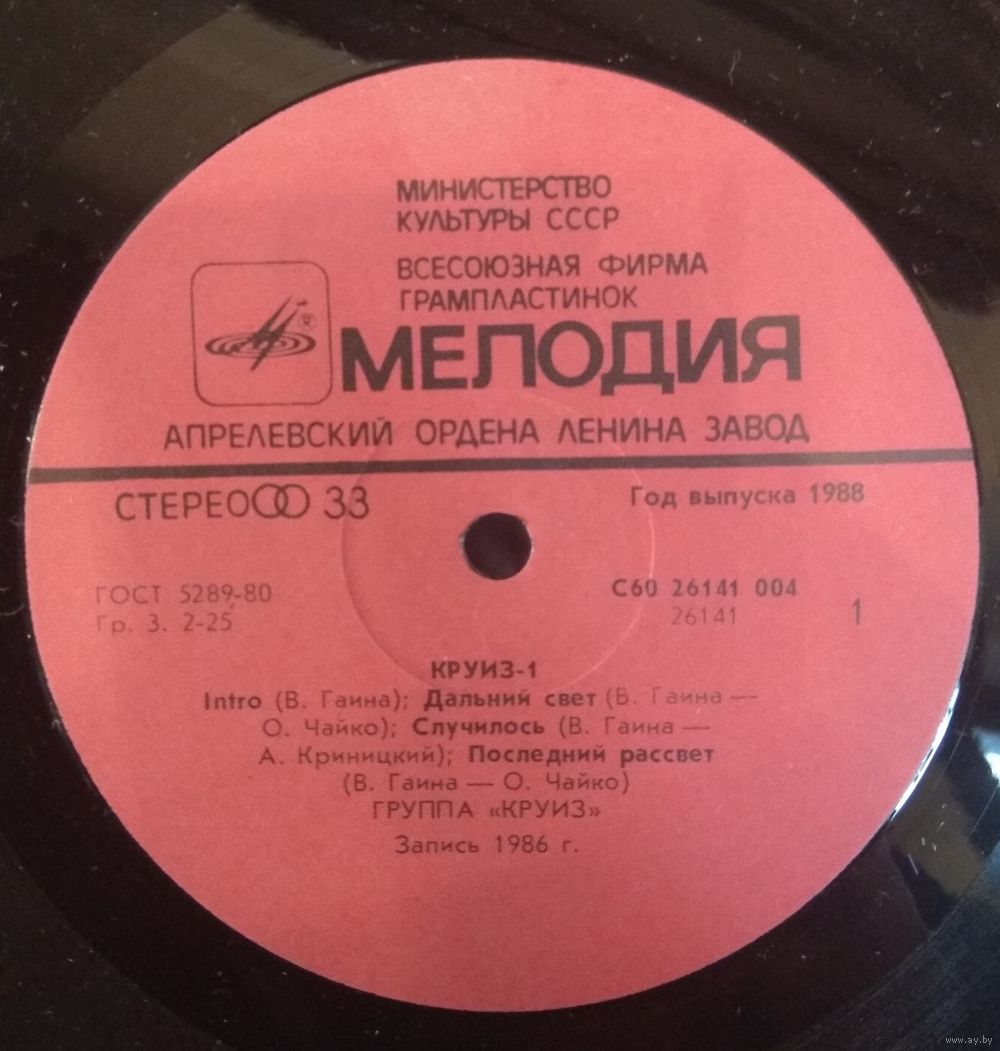 МИНИСТЕРСТВО
КУЛЬТУРЫ СССР
ВСЕСОЮЗНАЯ ФИРМА
ГРАМПЛАСТИНОК
®
МЕЛОДИЯ
АПРЕЛЕВСКИЙ ОРДЕНА ЛЕНИНА ЗАВОД
СТЕРЕО 33 Год выпуска 1988
ГОСТ 5289-80 С60 26141 004
Гр. 3. 2-25 26141 1
КРУИЗ-1
Intro (В. Гаина); Дальний свет (В. Гаина —
О. Чайко); Случилось (В. Гаина —
А. Криницкий); Последний рассвет
(В. Гаина — О. Чайко)
ГРУППА «КРУИЗ»
Запись 1986 г.
www.ay.by